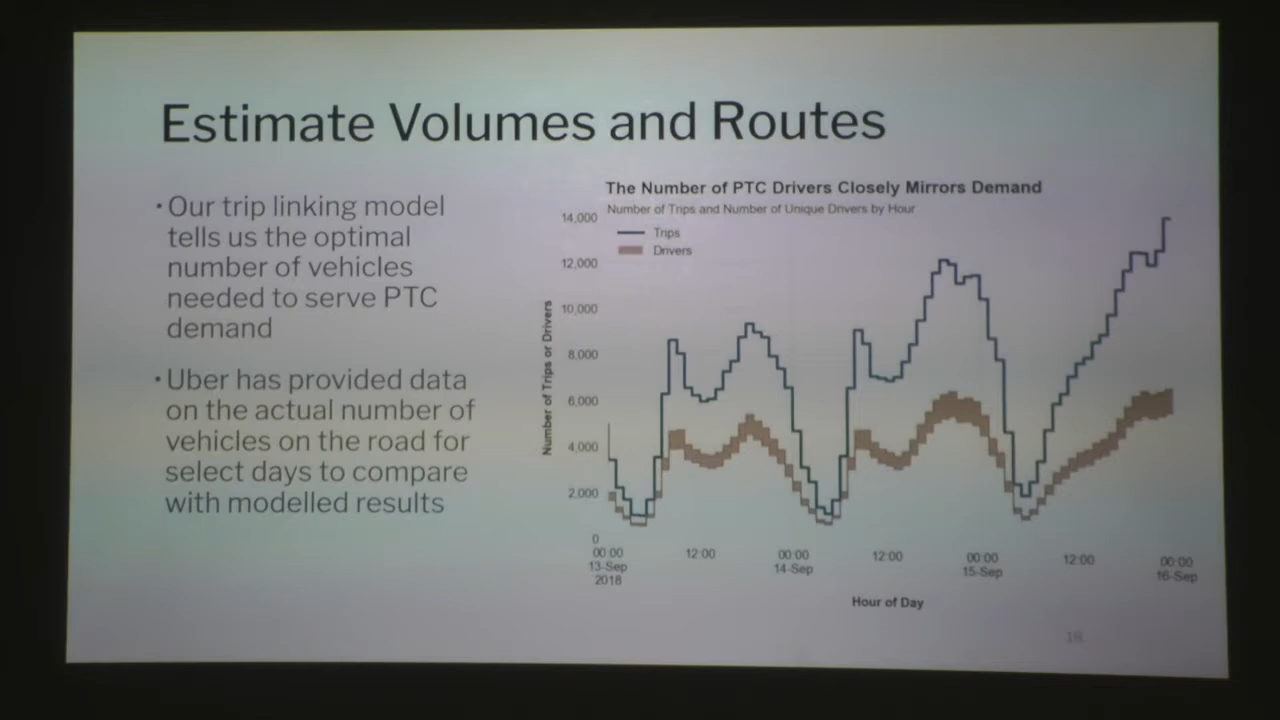 Estimate Volumes and Routes
• Our trip linking model
tells us the optimal
number of vehicles
needed to serve PTC
demand
• Uber has provided data
on the actual number of
vehicles on the road for
select days to compare
with modelled results
The Number of PTC Drivers Closely Mirrors Demand
Number of Trips and Number of Unique Drivers by Hour
Trips
Drivers
Number of Trips or Drivers
14,000
12,000
10,000
8,000
6,000
4,000
2,000
0
00:00 12:00 00:00 12:00 00:00 12:00 00:00
13-Sep 14-Sep 15-Sep 16-Sep
2018
Hour of Day
18